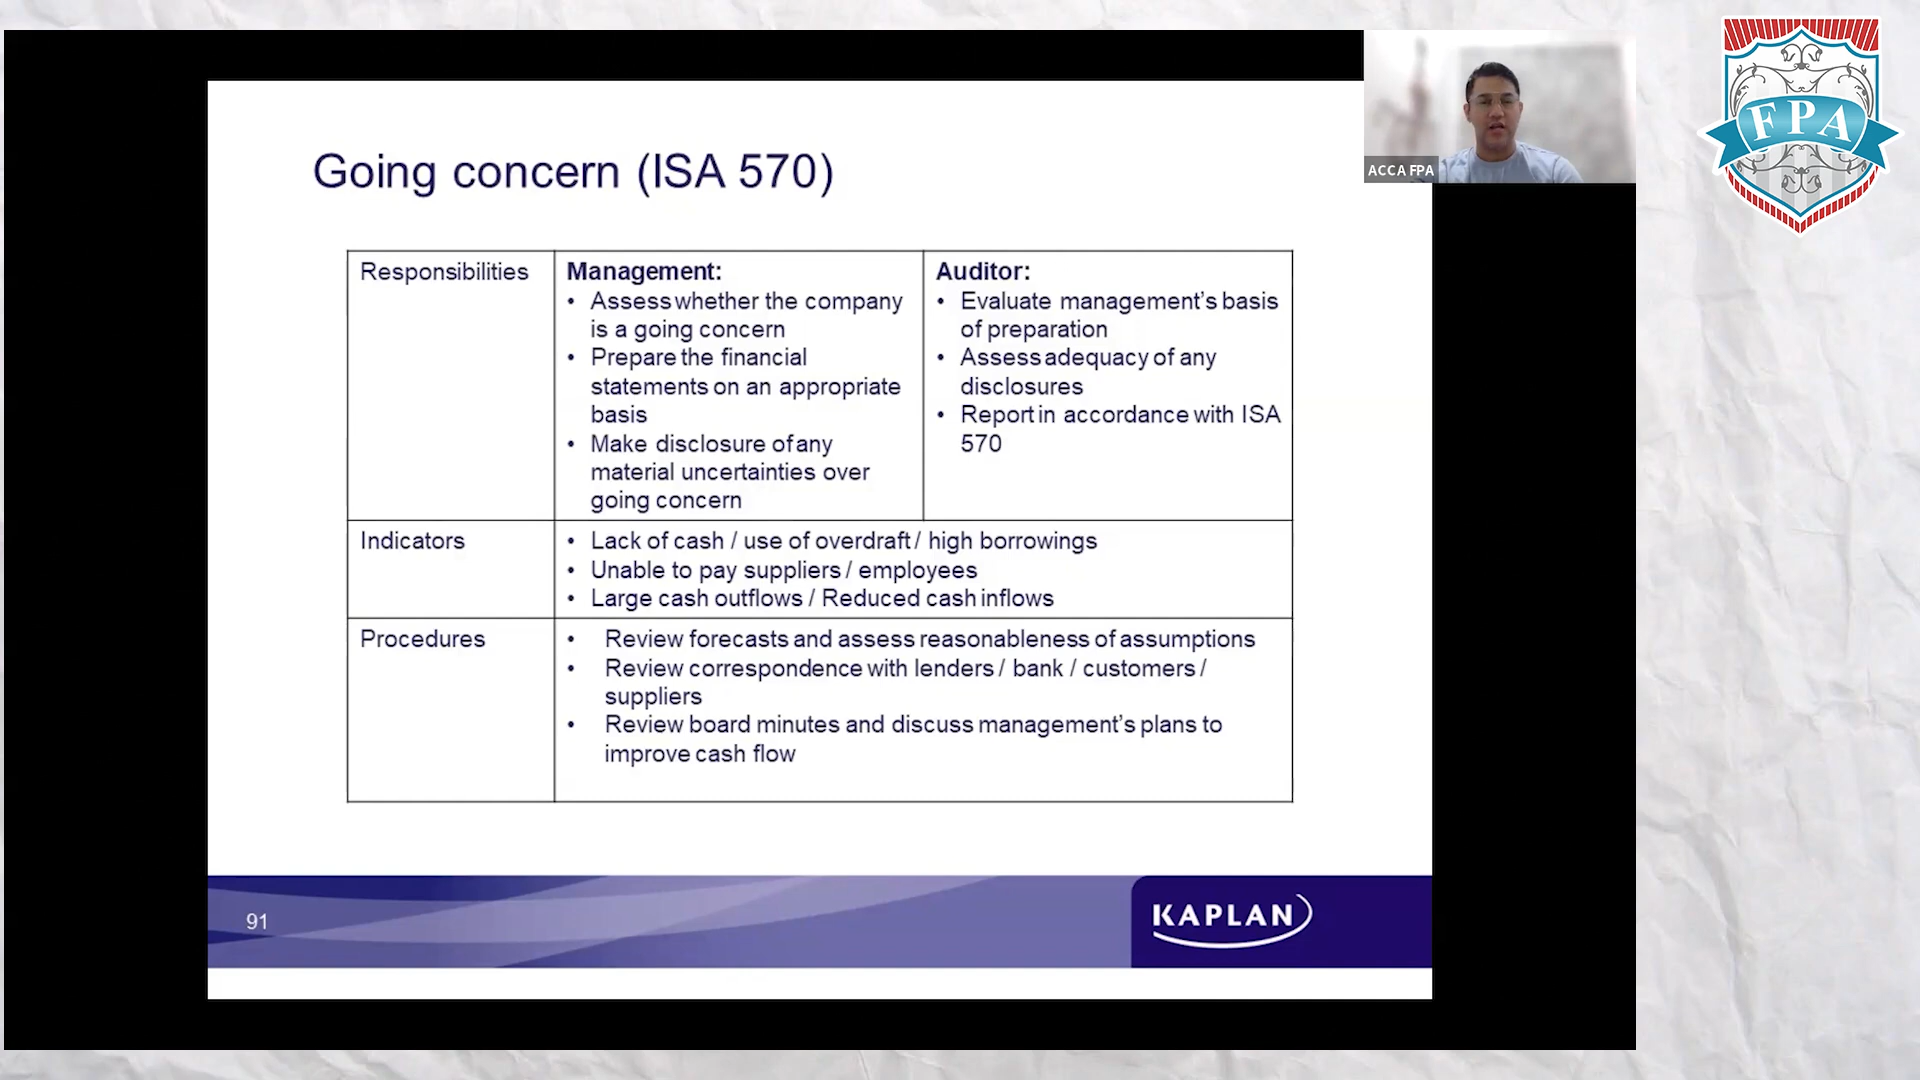 Going concern (ISA 570)
Responsibilities
Management:
• Assess whether the company
is a going concern
• Prepare the financial
statements on an appropriate
basis
• Make disclosure of any
material uncertainties over
going concern
Auditor:
• Evaluate management’s basis
of preparation
• Assess adequacy of any
disclosures
• Report in accordance with ISA
570
Indicators
• Lack of cash / use of overdraft / high borrowings
• Unable to pay suppliers / employees
• Large cash outflows / Reduced cash inflows
Procedures
• Review forecasts and assess reasonableness of assumptions
• Review correspondence with lenders / bank / customers /
suppliers
• Review board minutes and discuss management’s plans to
improve cash flow
91
KAPLAN
ACCA FPA
FPA